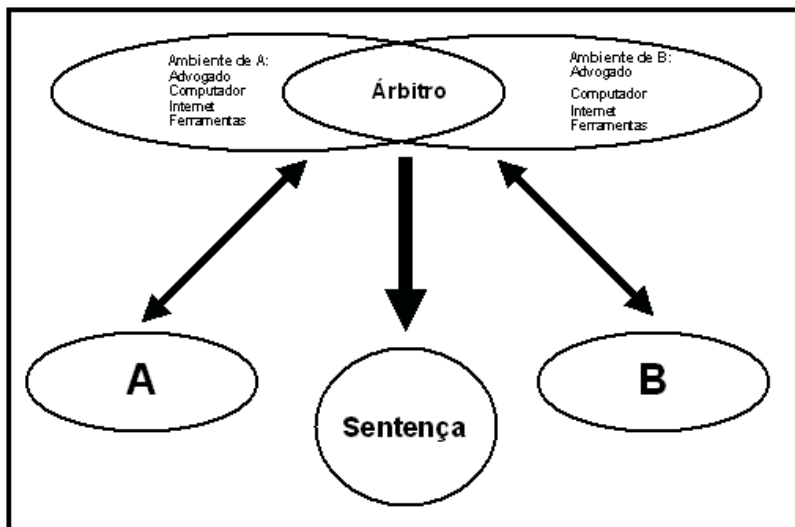 Ambiente de A:
Advogado
Computador
Internet
Ferramentas
Árbitro
Ambiente de B:
Advogado
Computador
Internet
Ferramentas
A
Sentença
B